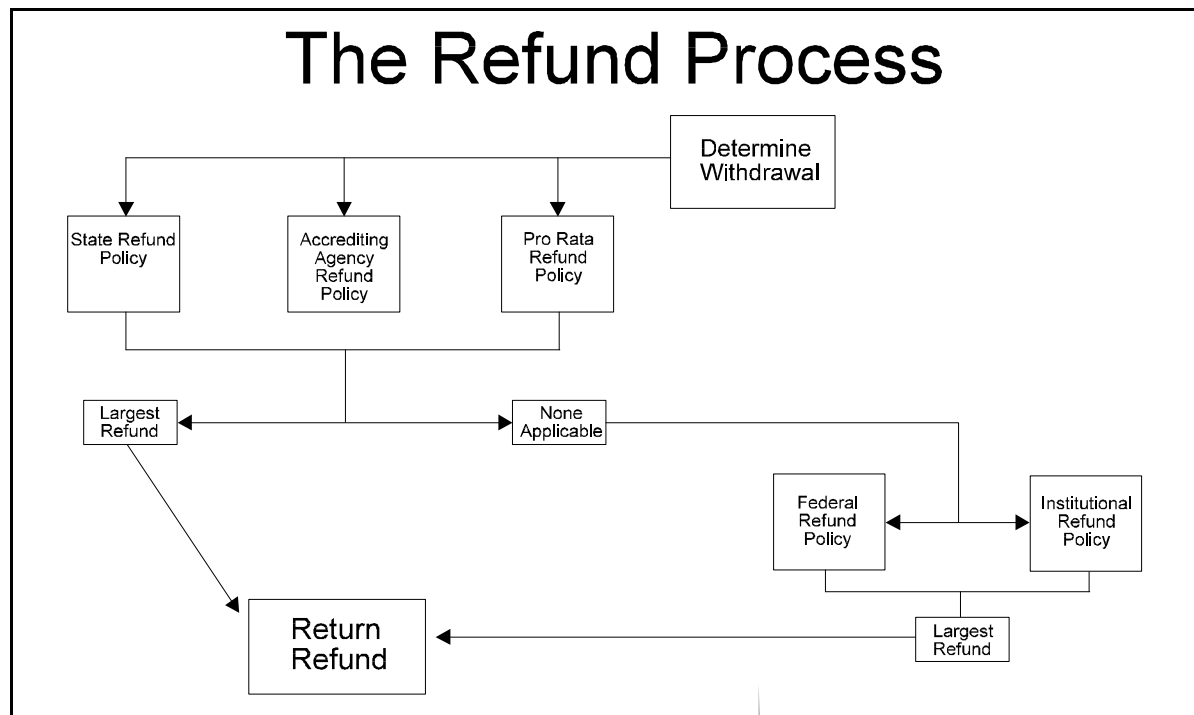 The Refund Process
Determine
Withdrawal
State Refund
Policy
Accrediting
Agency
Refund
Policy
Pro Rata
Refund
Policy
Largest
Refund
None
Applicable
Federal
Refund
Policy
Institutional
Refund
Policy
Return
Refund
Largest
Refund